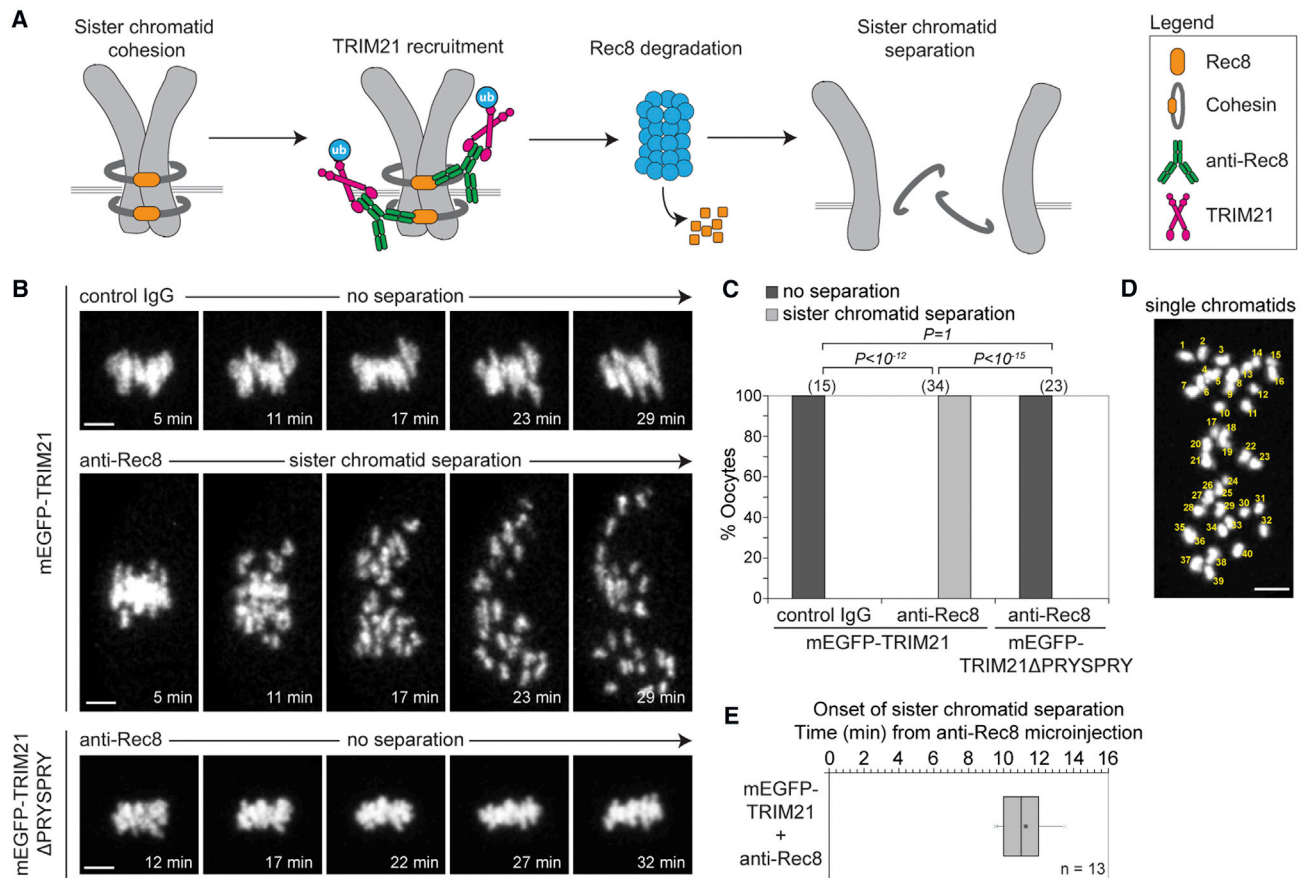 A
Sister chromatid
cohesion
TRIM21 recruitment
Rec8 degradation
Sister chromatid
separation
ub
ub
Legend
Rec8
Cohesin
anti-Rec8
TRIM21
B
mEGFP-TRIM21
control IgG
no separation
5 min
11 min
17 min
23 min
29 min
anti-Rec8
sister chromatid separation
5 min
11 min
17 min
23 min
29 min
mEGFP-TRIM21
ΔPRYSPRY
anti-Rec8
no separation
12 min
17 min
22 min
27 min
32 min
C
no separation
sister chromatid separation
P=1
P<10⁻¹²
P<10⁻¹⁵
(15)
(34)
(23)
% Oocytes
100
80
60
40
20
0
control IgG
anti-Rec8
anti-Rec8
mEGFP-TRIM21
mEGFP-
TRIM21ΔPRYSPRY
D
single chromatids
1
2
3
4
5
6
7
8
9
10
11
12
13
14
15
16
17
18
19
20
21
22
23
24
25
26
27
28
29
30
31
32
33
34
35
36
37
38
39
40
E
Onset of sister chromatid separation
Time (min) from anti-Rec8 microinjection
0 2 4 6 8 10 12 14 16
mEGFP-
TRIM21
+
anti-Rec8
n = 13